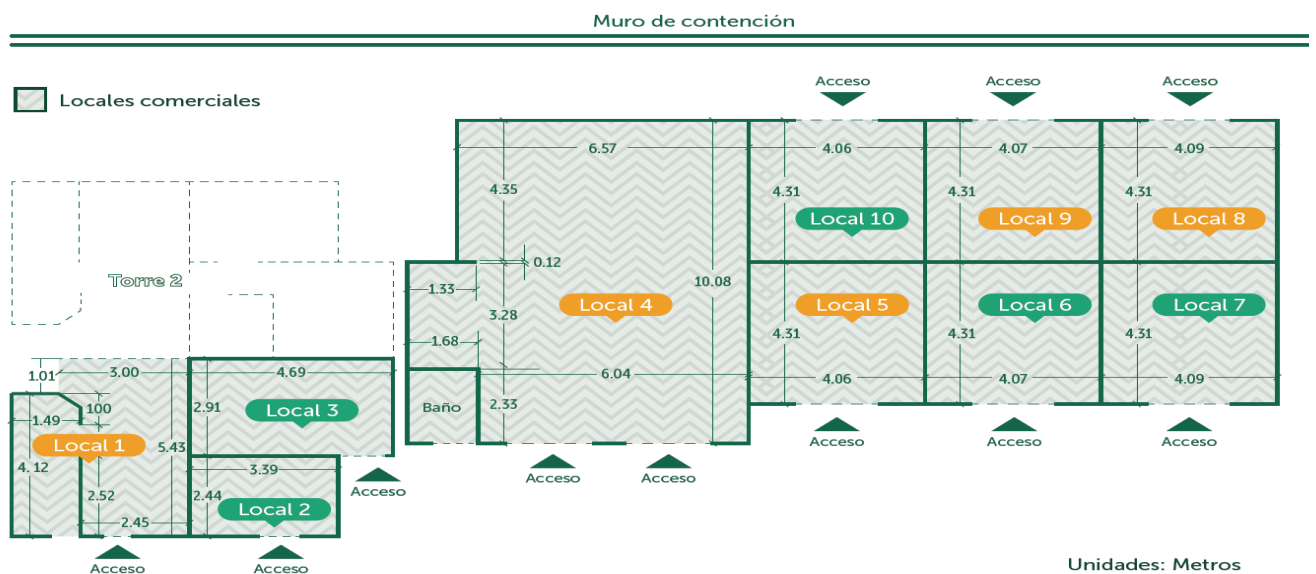 Muro de contención
Locales comerciales
Acceso
Acceso
Acceso
6.57
4.06
4.07
4.09
4.35
4.31
4.31
4.31
Local 10
Local 9
Local 8
Torre 2
0.12
1.33
10.08
Local 4
Local 5
Local 6
Local 7
3.28
4.31
4.31
4.31
1.68
1.01
3.00
4.69
6.04
4.06
4.07
4.09
100
2.91
Local 3
Baño
2.33
1.49
Local 1
5.43
Acceso
Acceso
Acceso
4.12
3.39
2.52
2.44
Local 2
Acceso
Acceso
Acceso
2.45
Acceso
Acceso
Unidades: Metros